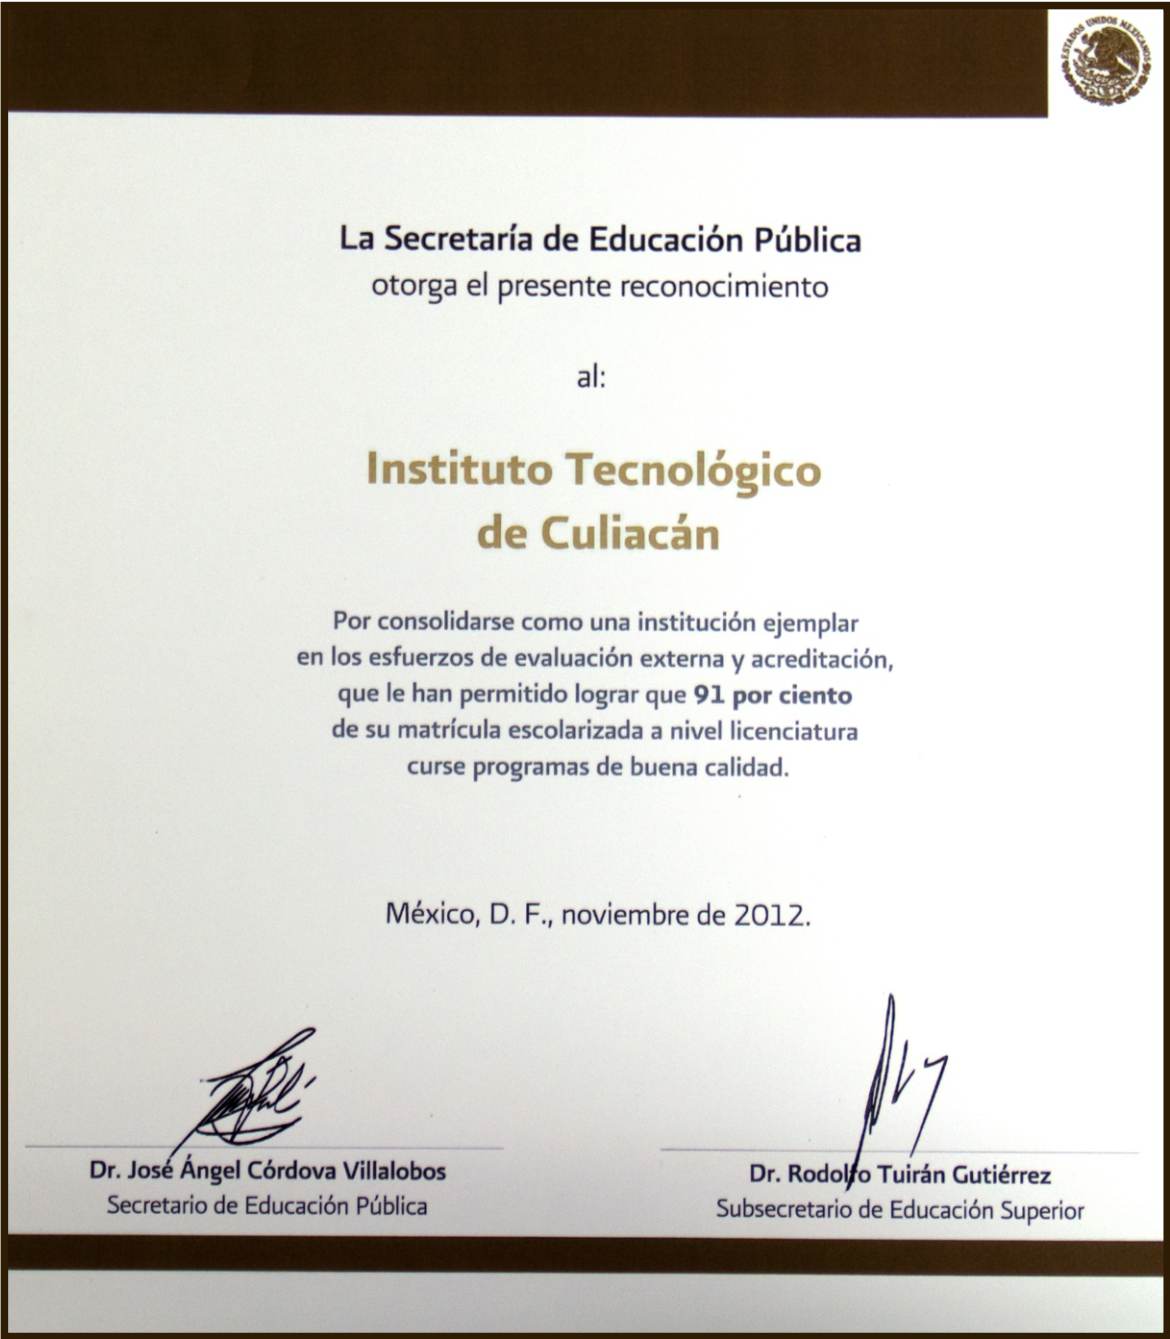 ESTADOS UNIDOS MEXICANOS
La Secretaría de Educación Pública
otorga el presente reconocimiento
al:
Instituto Tecnológico
de Culiacán
Por consolidarse como una institución ejemplar
en los esfuerzos de evaluación externa y acreditación,
que le han permitido lograr que 91 por ciento
de su matrícula escolarizada a nivel licenciatura
curse programas de buena calidad.
México, D. F., noviembre de 2012.
Dr. José Ángel Córdova Villalobos
Secretario de Educación Pública
Dr. Rodolfo Tuirán Gutiérrez
Subsecretario de Educación Superior